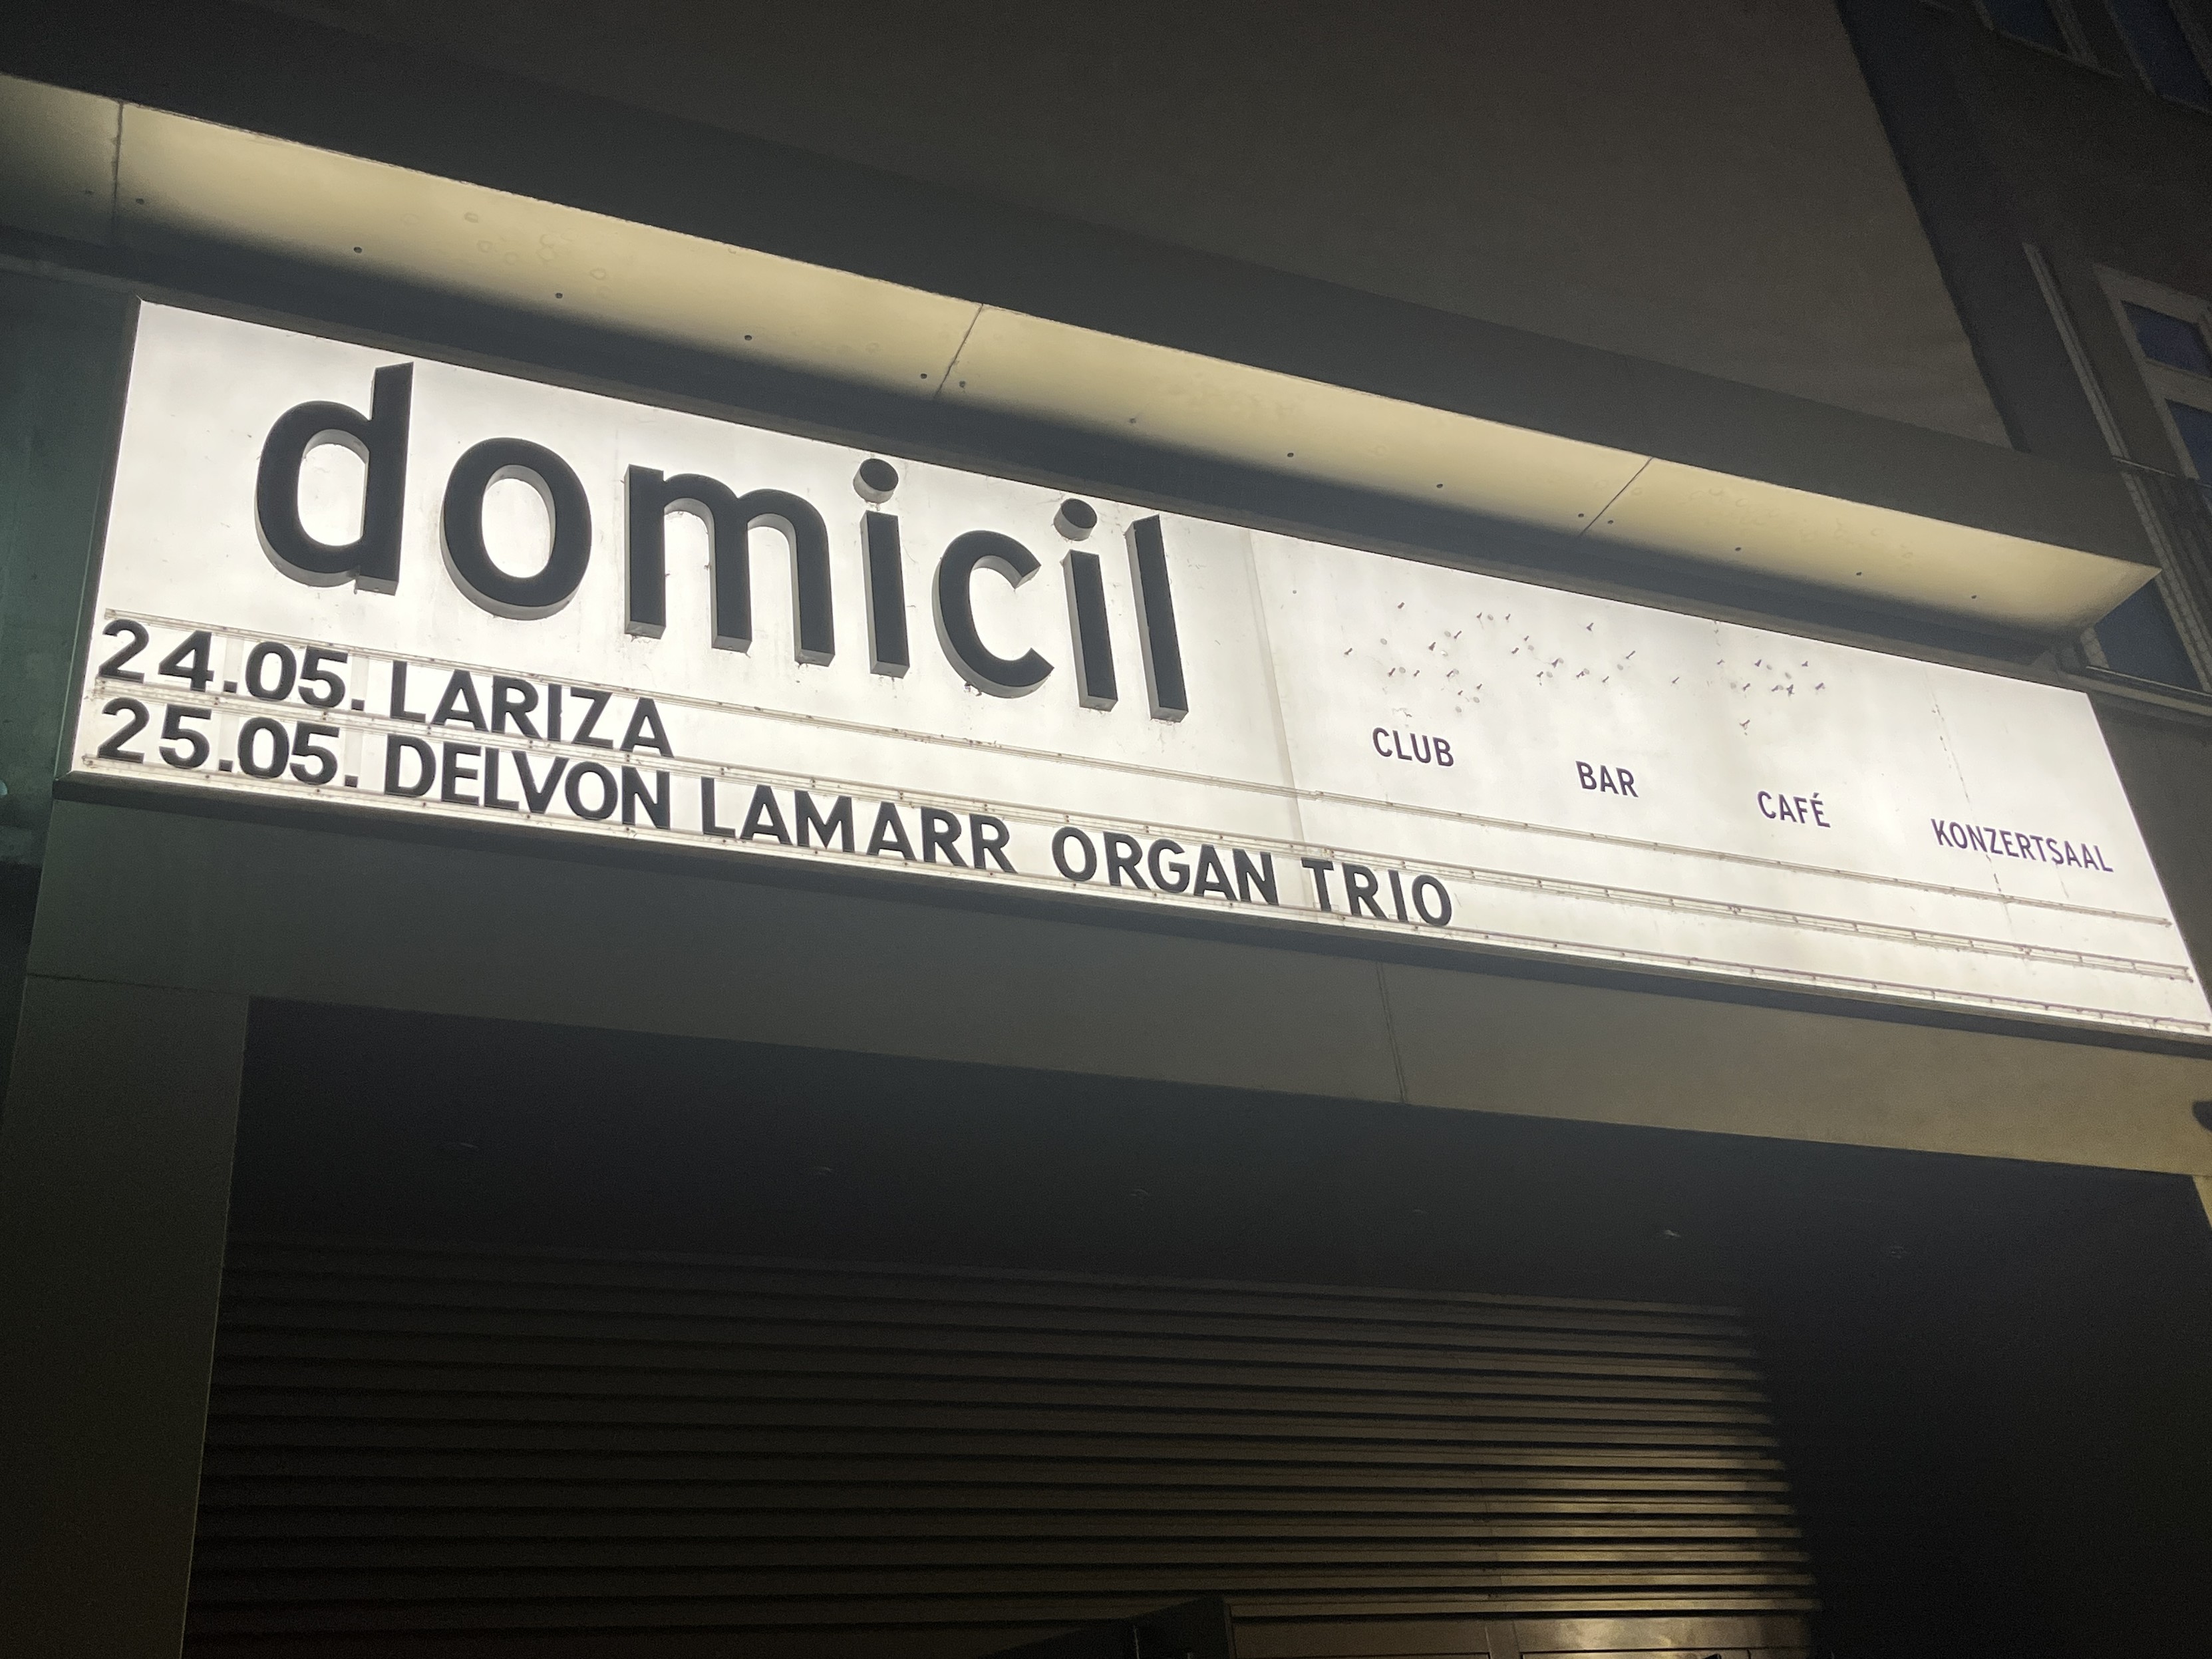 domicil
24.05. LARIZA
25.05. DELVON LAMARR ORGAN TRIO
CLUB
BAR
CAFÉ
KONZERTSAAL